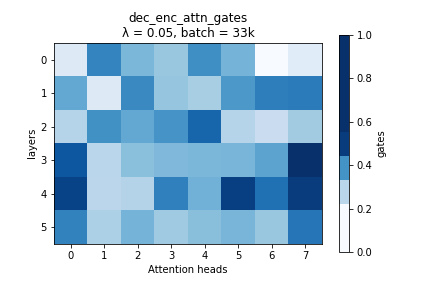 dec_enc_attn_gates
λ = 0.05, batch = 33k
layers
0
1
2
3
4
5
0 1 2 3 4 5 6 7
Attention heads
1.0
0.8
0.6
0.4
0.2
0.0
gates